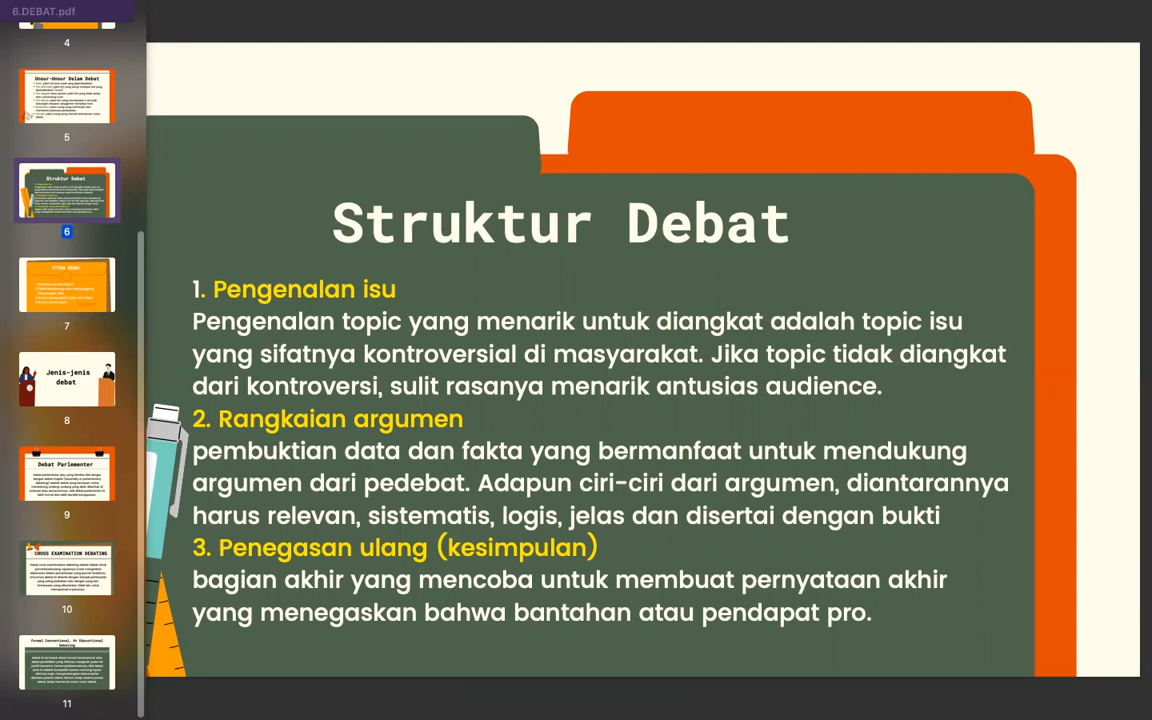 6.DEBAT.pdf
4
Unsur-Unsur Dalam Debat
5
Struktur Debat
6
ETIKA DEBAT
7
Jenis-jenis
debat
8
Debat Parlementer
9
CROSS EXAMINATION DEBATING
10
11
Struktur Debat
1. Pengenalan isu
Pengenalan topic yang menarik untuk diangkat adalah topic isu
yang sifatnya kontroversial di masyarakat. Jika topic tidak diangkat
dari kontroversi, sulit rasanya menarik antusias audience.
2. Rangkaian argumen
pembuktian data dan fakta yang bermanfaat untuk mendukung
argumen dari pedebat. Adapun ciri-ciri dari argumen, diantarannya
harus relevan, sistematis, logis, jelas dan disertai dengan bukti
3. Penegasan ulang (kesimpulan)
bagian akhir yang mencoba untuk membuat pernyataan akhir
yang menegaskan bahwa bantahan atau pendapat pro.